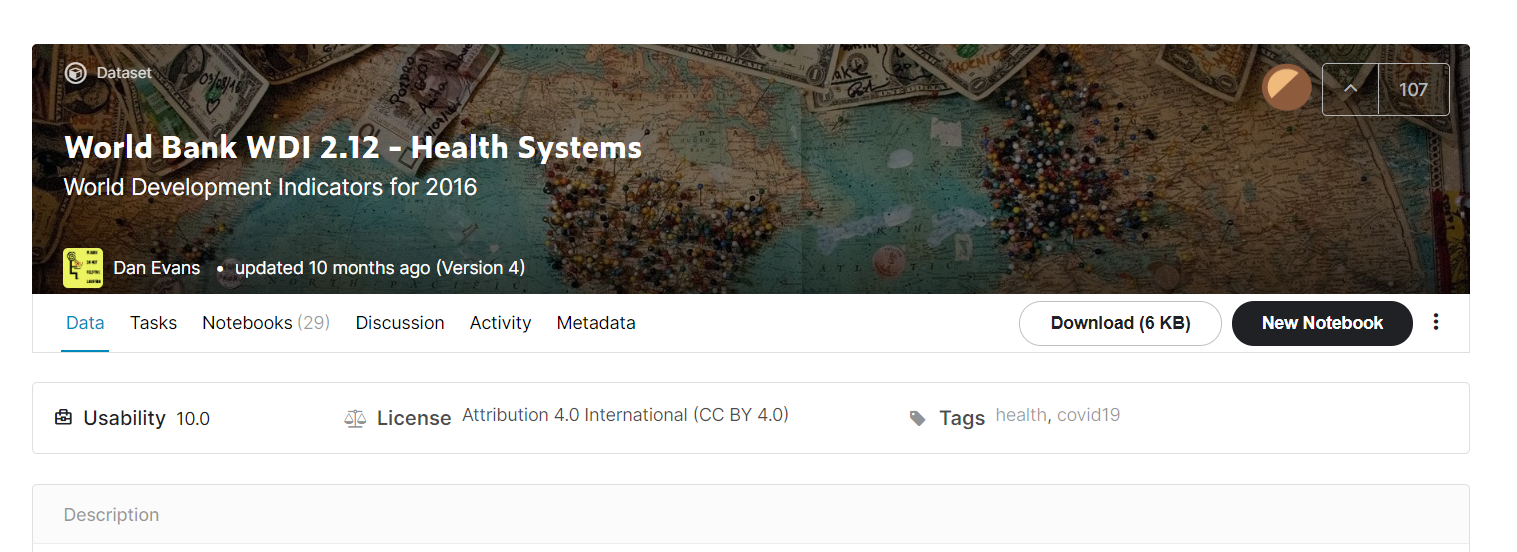 Dataset
107
World Bank WDI 2.12 - Health Systems
World Development Indicators for 2016
Dan Evans • updated 10 months ago (Version 4)
Data Tasks Notebooks (29) Discussion Activity Metadata Download (6 KB) New Notebook
Usability 10.0 License Attribution 4.0 International (CC BY 4.0) Tags health, covid19
Description